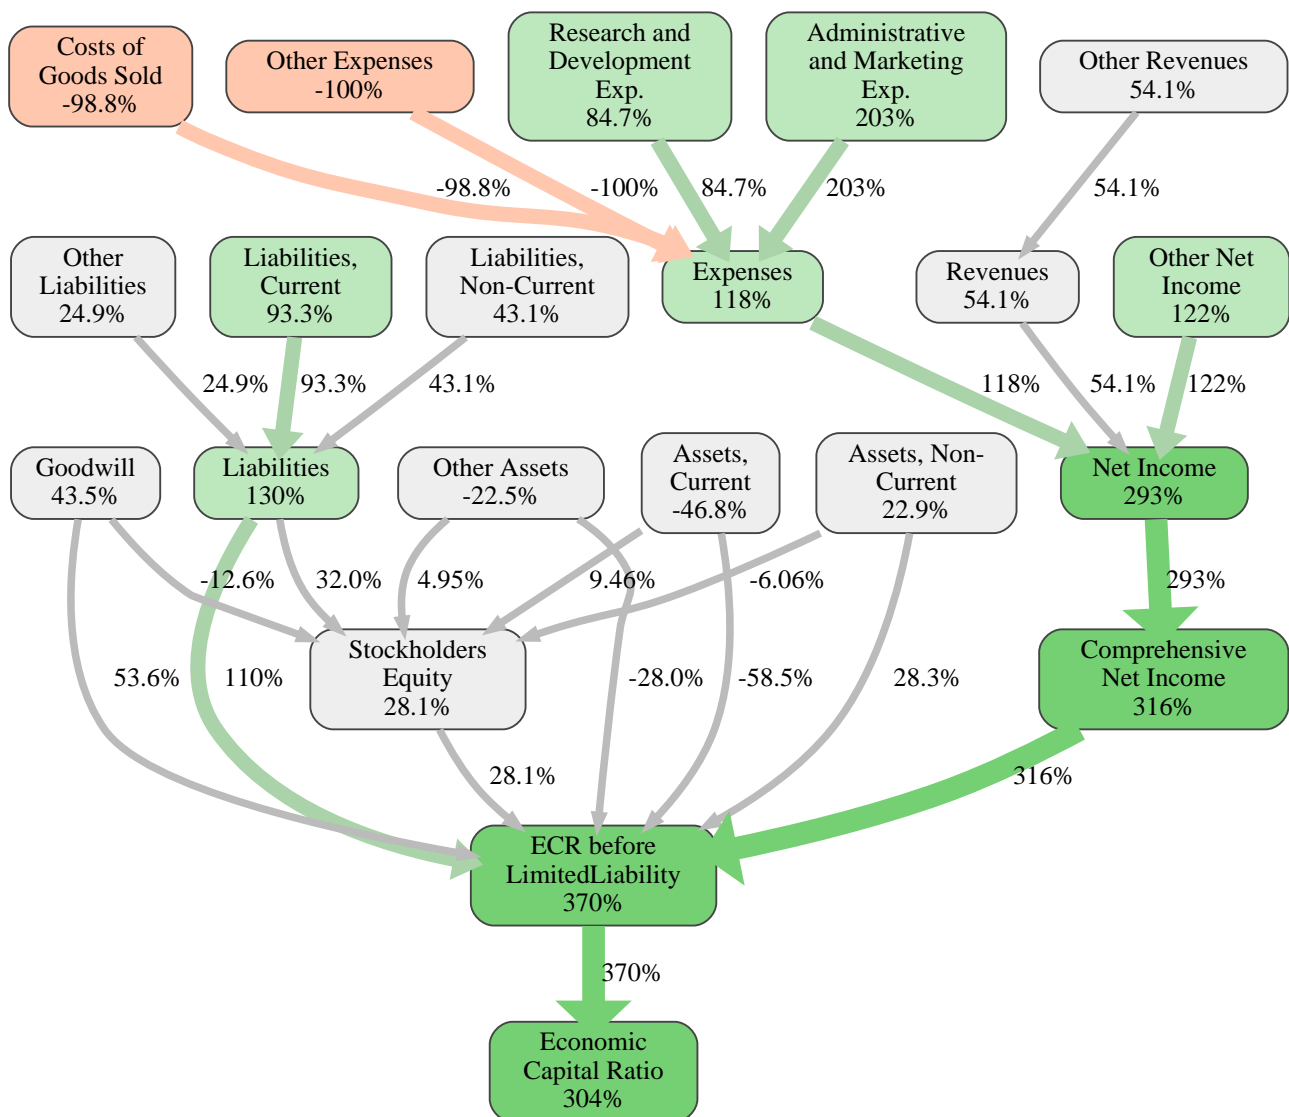 Costs of
Goods Sold
-98.8%
Other Expenses
-100%
Research and
Development
Exp.
84.7%
Administrative
and Marketing
Exp.
203%
Other Revenues
54.1%
-98.8%
-100%
84.7%
203%
54.1%
Other
Liabilities
24.9%
Liabilities,
Current
93.3%
Liabilities,
Non-Current
43.1%
Expenses
118%
Revenues
54.1%
Other Net
Income
122%
24.9%
93.3%
43.1%
118%
54.1%
122%
Goodwill
43.5%
Liabilities
130%
Other Assets
-22.5%
Assets,
Current
-46.8%
Assets, Non-
Current
22.9%
Net Income
293%
-12.6%
32.0%
4.95%
9.46%
-6.06%
293%
Stockholders
Equity
28.1%
Comprehensive
Net Income
316%
53.6%
110%
-28.0%
-58.5%
28.3%
28.1%
316%
ECR before
LimitedLiability
370%
370%
Economic
Capital Ratio
304%